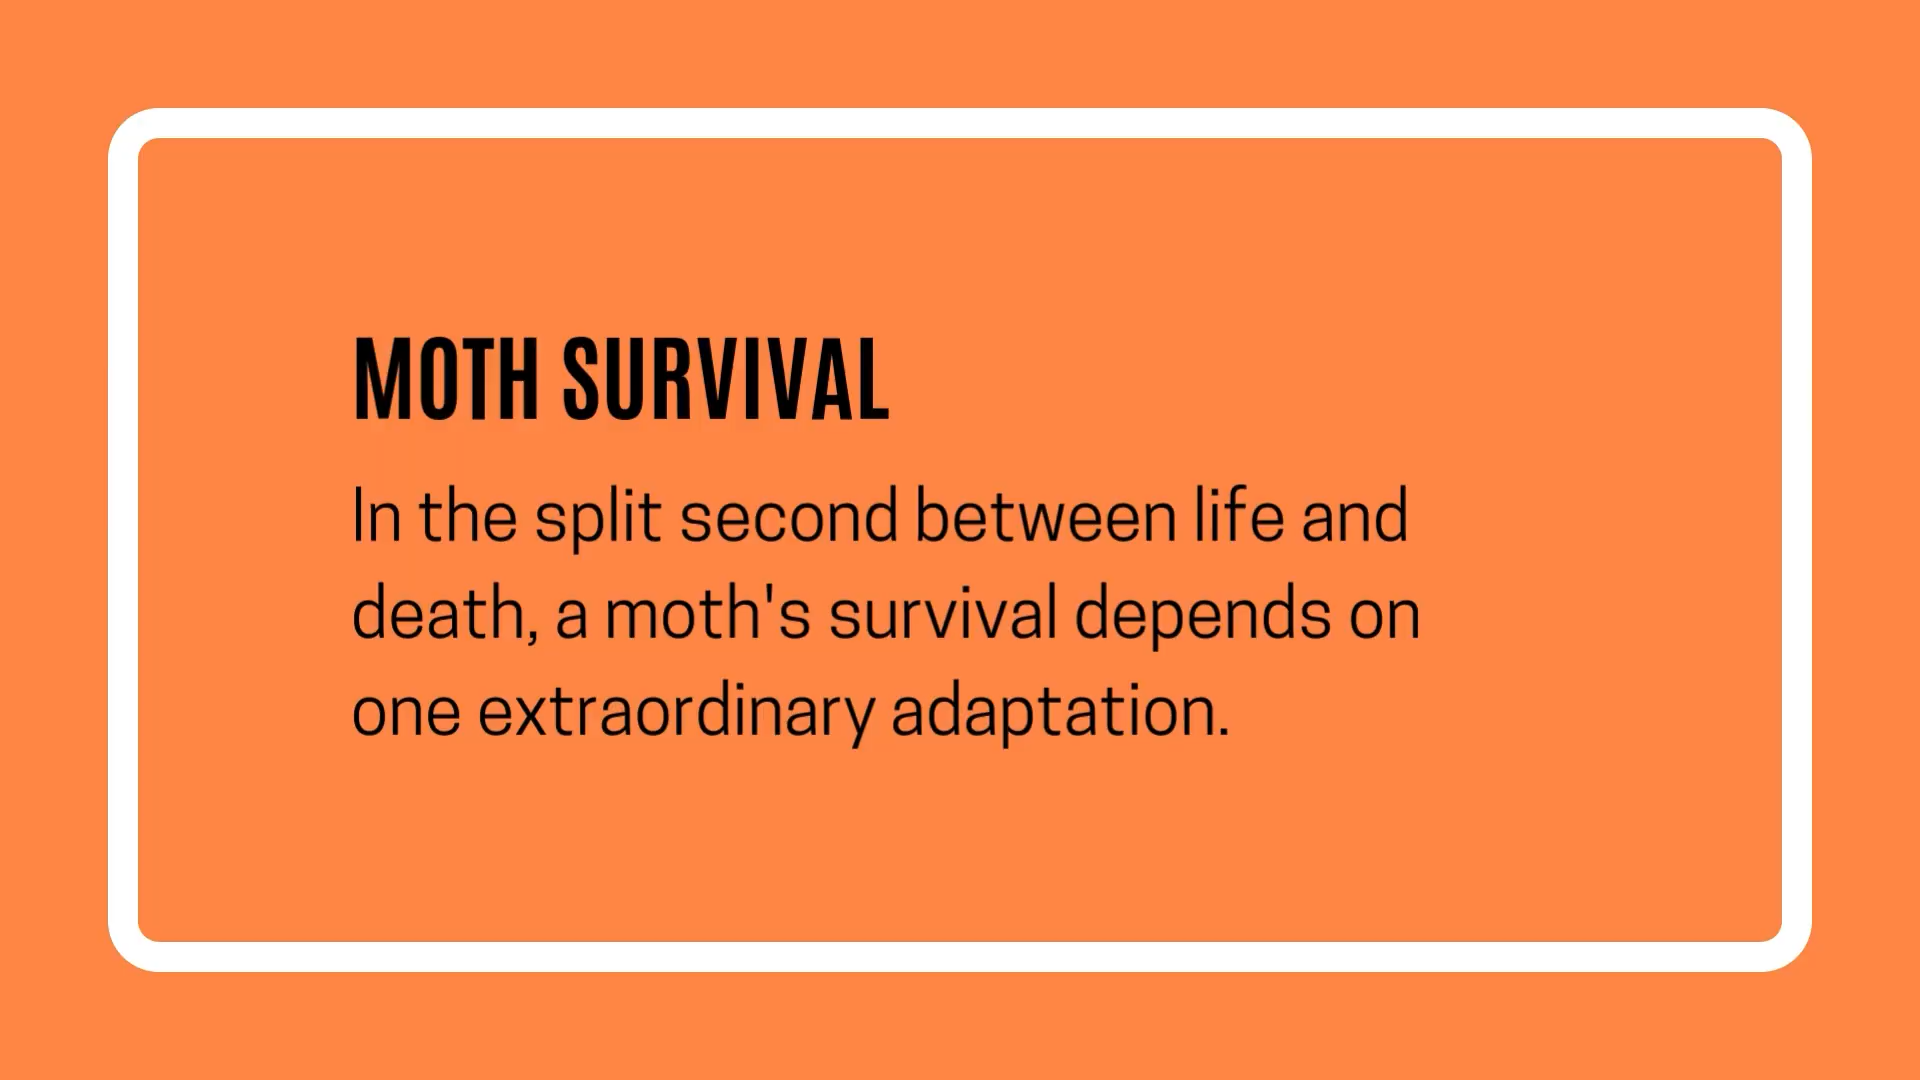 MOTH SURVIVAL
In the split second between life and
death, a moth's survival depends on
one extraordinary adaptation.